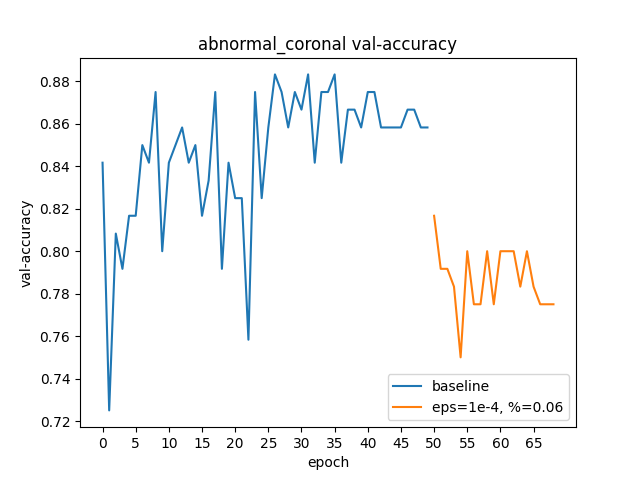 abnormal_coronal val-accuracy
val-accuracy
0.88
0.86
0.84
0.82
0.80
0.78
0.76
0.74
0.72
baseline
eps=1e-4, %=0.06
0 5 10 15 20 25 30 35 40 45 50 55 60 65
epoch